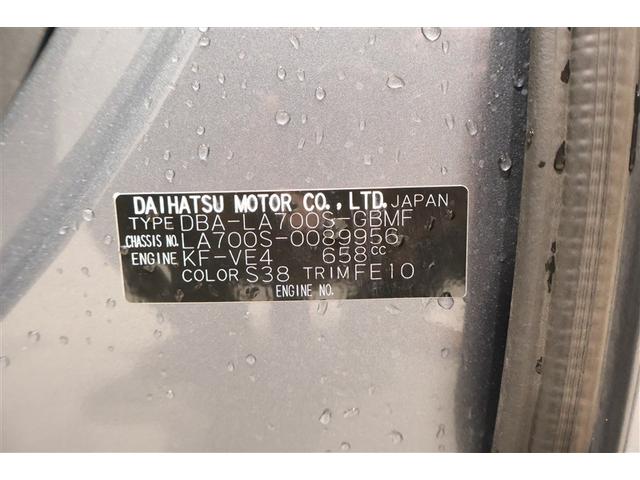 DAIHATSU MOTOR CO., LTD. JAPAN
TYPE DBA-LA700S-GBMF
CHASSIS NO. LA700S-0089956
ENGINE KF-VE4 658CC
COLOR S38 TRIM FE10
ENGINE NO.